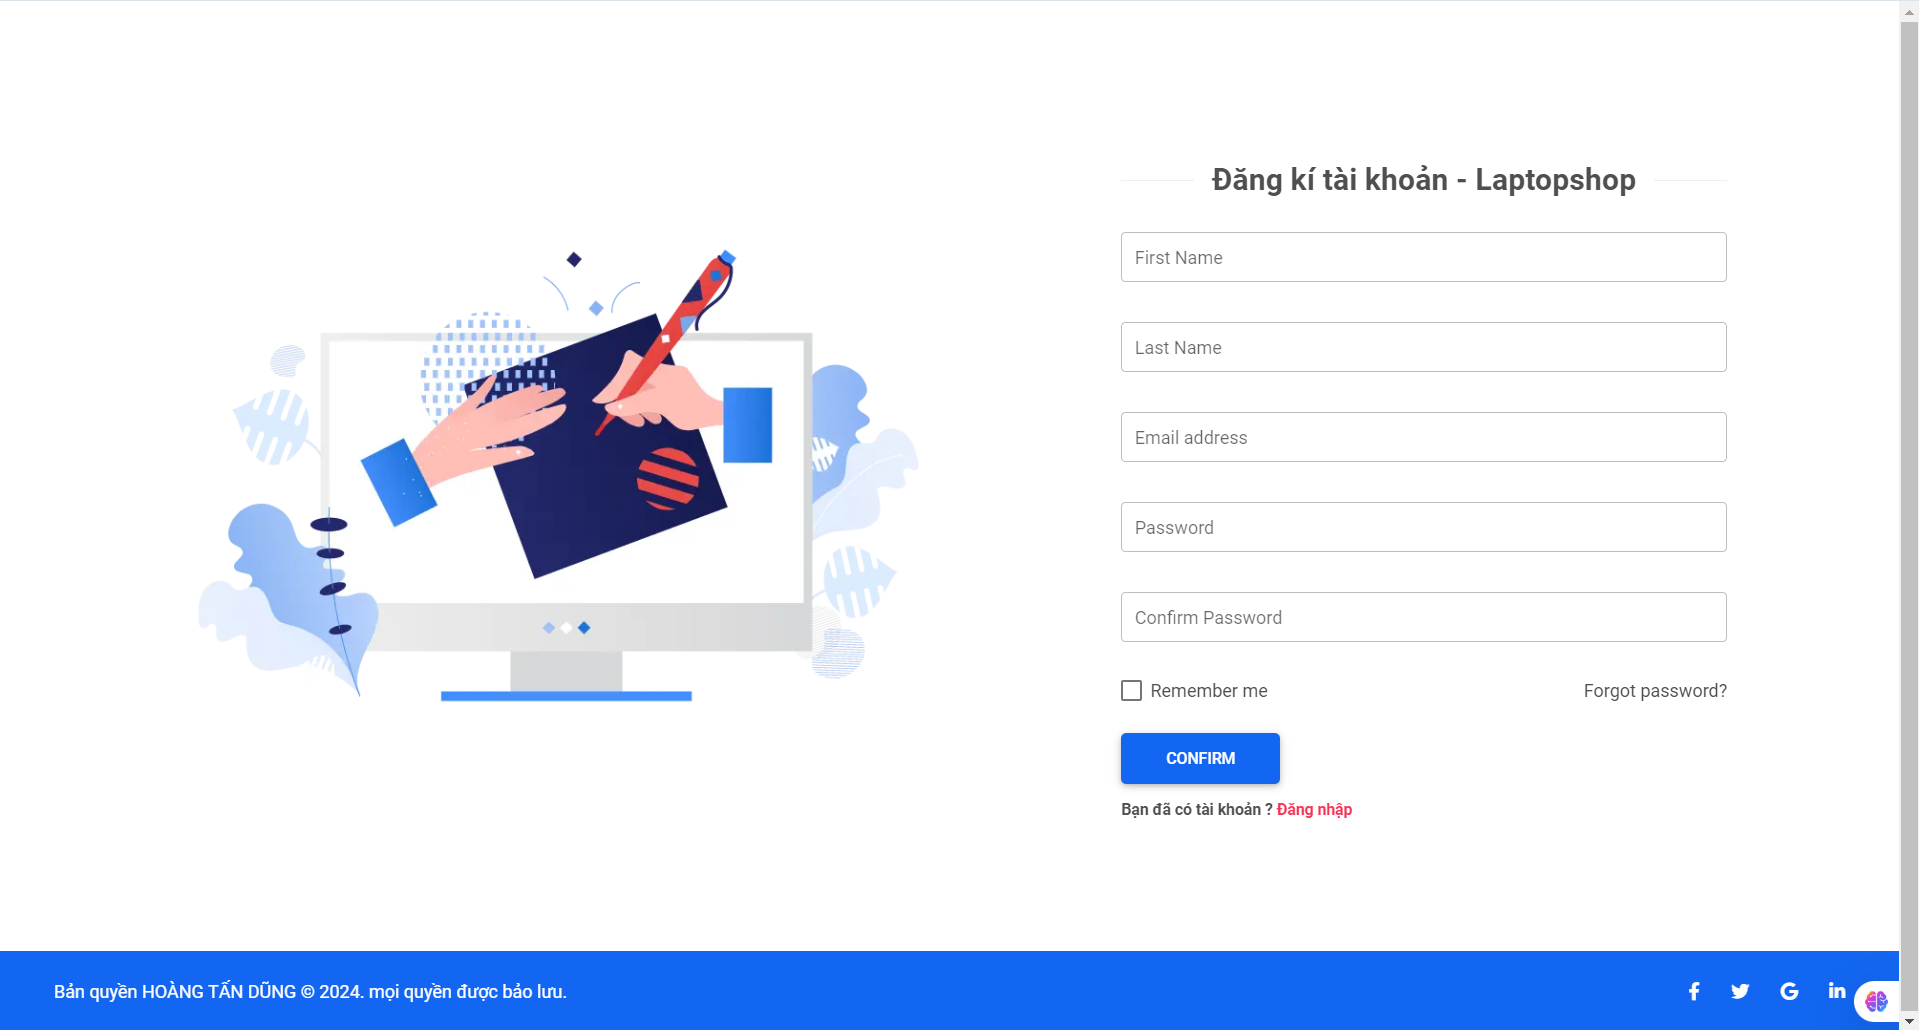 Đăng kí tài khoản - Laptopshop
First Name
Last Name
Email address
Password
Confirm Password
Remember me
Forgot password?
CONFIRM
Bạn đã có tài khoản ? Đăng nhập
Bản quyền HOÀNG TẤN DŨNG © 2024. mọi quyền được bảo lưu.